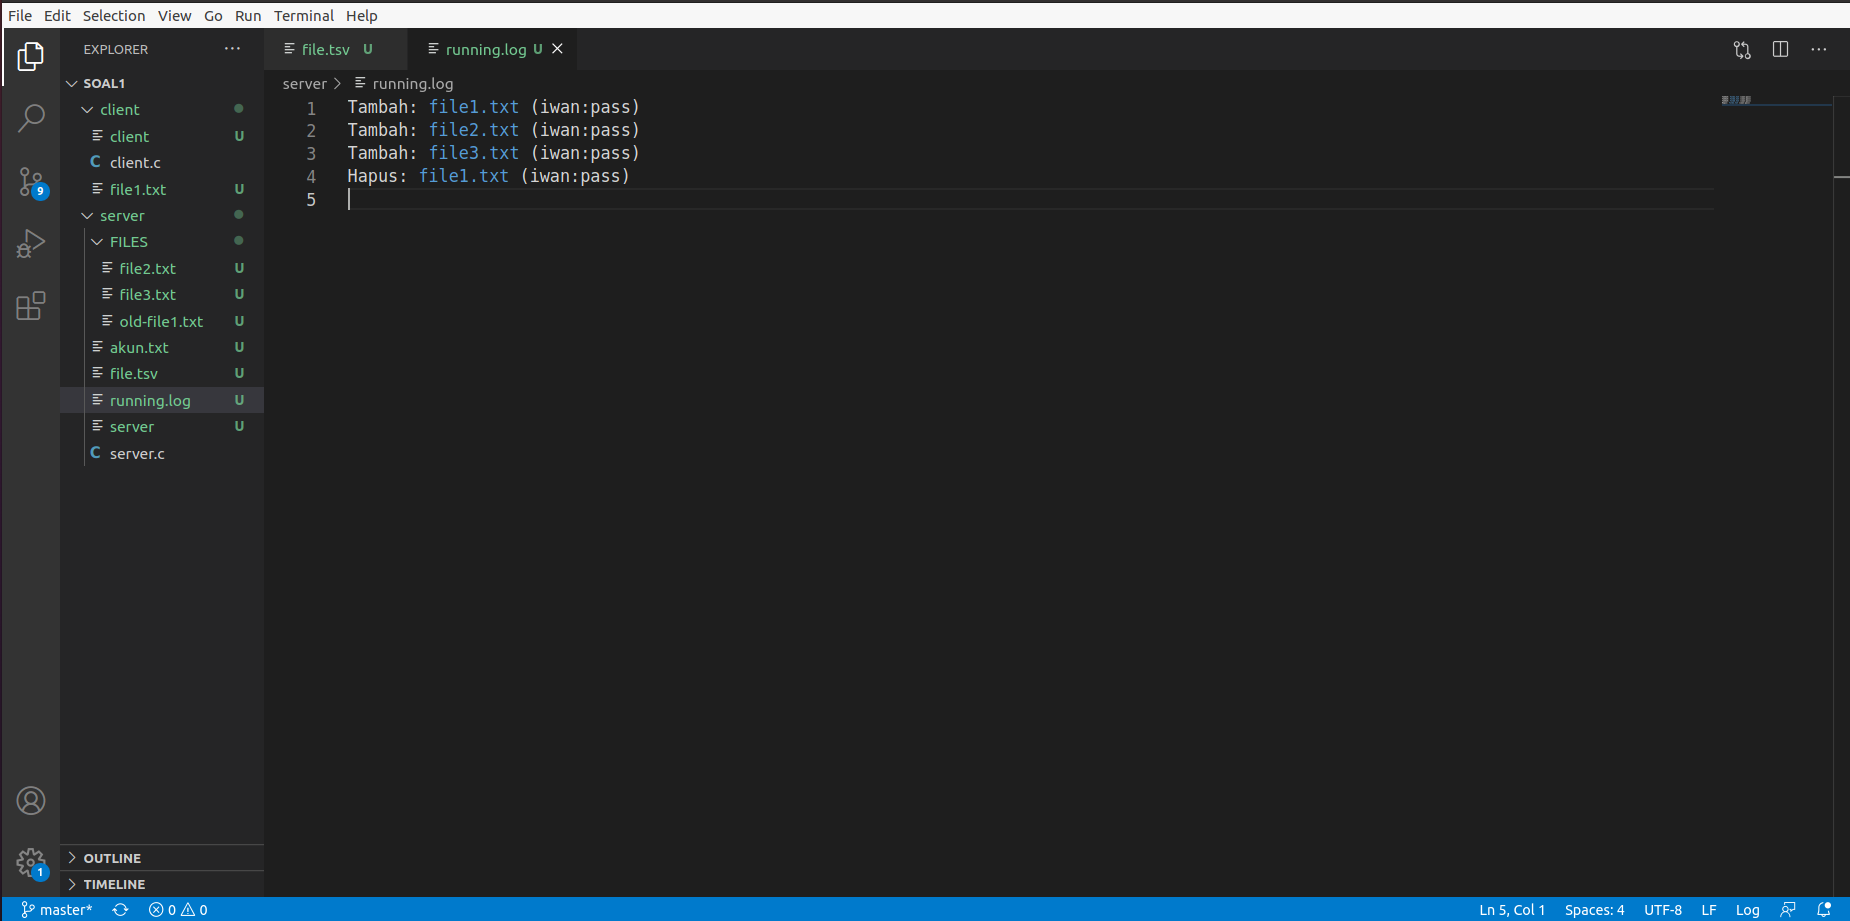 File Edit Selection View Go Run Terminal Help
EXPLORER ...
SOAL1
client
client U
C client.c
file1.txt U
server
FILES
file2.txt U
file3.txt U
old-file1.txt U
akun.txt U
file.tsv U
running.log U
server U
C server.c
OUTLINE
TIMELINE
9
1
file.tsv U running.log U
server > running.log
1 Tambah: file1.txt (iwan:pass)
2 Tambah: file2.txt (iwan:pass)
3 Tambah: file3.txt (iwan:pass)
4 Hapus: file1.txt (iwan:pass)
5
master* 0 0 Ln 5, Col 1 Spaces: 4 UTF-8 LF Log